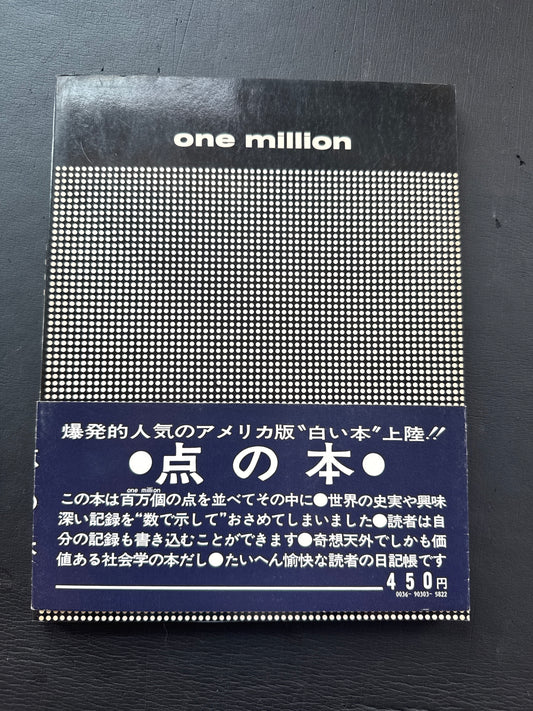 one million
爆発的人気のアメリカ版〝白い本〟上陸!!
●点の本●
one million
この本は百万個の点を並べてその中に●世界の史実や興味
深い記録を“数で示して”おさめてしまいました●読者は自
分の記録も書き込むことができます●奇想天外でしかも価
値ある社会学の本だし●たいへん愉快な読者の日記帳です
450円
0036-90303-5822